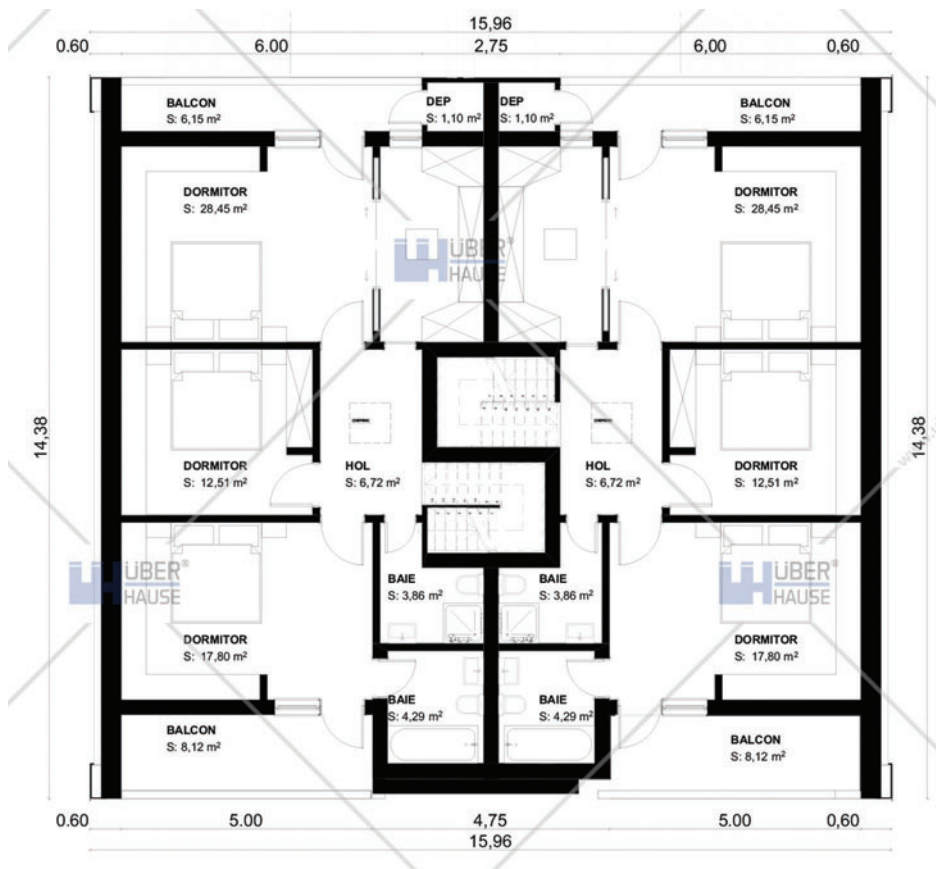 15,96
0.60 6.00 2,75 6,00 0,60
BALCON
S: 6,15 m²
DEP
S: 1,10 m²
DEP
S: 1,10 m²
BALCON
S: 6,15 m²
DORMITOR
S: 28,45 m²
DORMITOR
S: 28,45 m²
ÜBER®
HAUSE
14,38
14,38
DORMITOR
S: 12,51 m²
HOL
S: 6,72 m²
HOL
S: 6,72 m²
DORMITOR
S: 12,51 m²
ÜBER®
HAUSE
BAIE
S: 3,86 m²
BAIE
S: 3,86 m²
ÜBER®
HAUSE
DORMITOR
S: 17,80 m²
DORMITOR
S: 17,80 m²
BAIE
S: 4,29 m²
BAIE
S: 4,29 m²
BALCON
S: 8,12 m²
BALCON
S: 8,12 m²
0.60 5.00 4,75 5.00 0,60
15,96